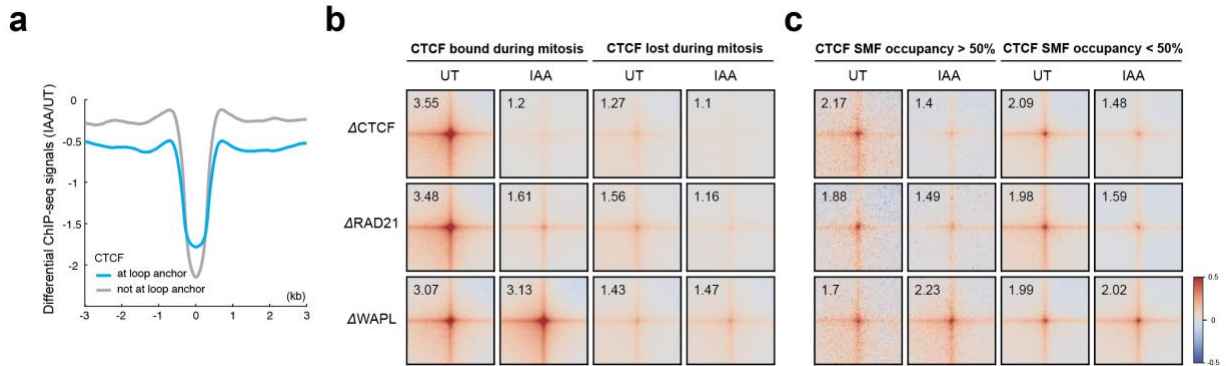 a
b
c
Differential ChIP-seq signals (IAA/UT)
0
-0.5
-1
-1.5
-2
CTCF
at loop anchor
not at loop anchor
(kb)
-3 -2 -1 0 1 2 3
CTCF bound during mitosis CTCF lost during mitosis
UT IAA UT IAA
ΔCTCF 3.55 1.2 1.27 1.1
ΔRAD21 3.48 1.61 1.56 1.16
ΔWAPL 3.07 3.13 1.43 1.47
CTCF SMF occupancy > 50% CTCF SMF occupancy < 50%
UT IAA UT IAA
2.17 1.4 2.09 1.48
1.88 1.49 1.98 1.59
1.7 2.23 1.99 2.02
0.5
0
-0.5